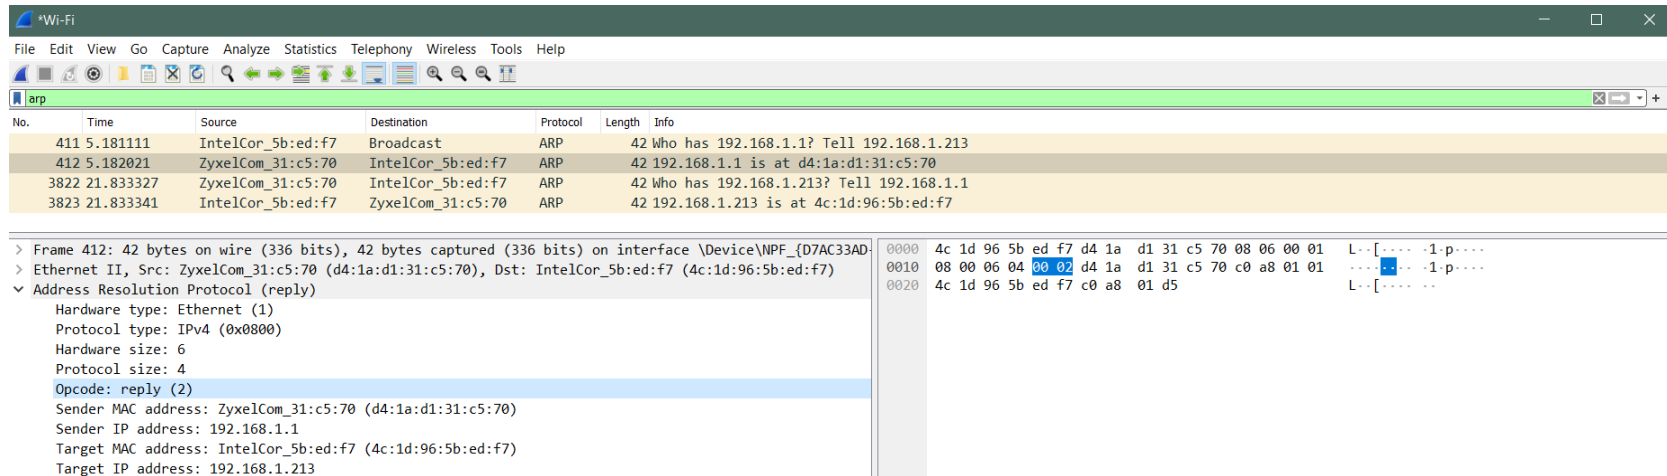 *Wi-Fi
File Edit View Go Capture Analyze Statistics Telephony Wireless Tools Help
arp
No. Time Source Destination Protocol Length Info
411 5.181111 IntelCor_5b:ed:f7 Broadcast ARP 42 Who has 192.168.1.1? Tell 192.168.1.213
412 5.182021 ZyxelCom_31:c5:70 IntelCor_5b:ed:f7 ARP 42 192.168.1.1 is at d4:1a:d1:31:c5:70
3822 21.833327 ZyxelCom_31:c5:70 IntelCor_5b:ed:f7 ARP 42 Who has 192.168.1.213? Tell 192.168.1.1
3823 21.833341 IntelCor_5b:ed:f7 ZyxelCom_31:c5:70 ARP 42 192.168.1.213 is at 4c:1d:96:5b:ed:f7
Frame 412: 42 bytes on wire (336 bits), 42 bytes captured (336 bits) on interface \Device\NPF_{D7AC33AD-
Ethernet II, Src: ZyxelCom_31:c5:70 (d4:1a:d1:31:c5:70), Dst: IntelCor_5b:ed:f7 (4c:1d:96:5b:ed:f7)
Address Resolution Protocol (reply)
Hardware type: Ethernet (1)
Protocol type: IPv4 (0x0800)
Hardware size: 6
Protocol size: 4
Opcode: reply (2)
Sender MAC address: ZyxelCom_31:c5:70 (d4:1a:d1:31:c5:70)
Sender IP address: 192.168.1.1
Target MAC address: IntelCor_5b:ed:f7 (4c:1d:96:5b:ed:f7)
Target IP address: 192.168.1.213
0000 4c 1d 96 5b ed f7 d4 1a d1 31 c5 70 08 06 00 01 L··[···· ·1·p····
0010 08 00 06 04 00 02 d4 1a d1 31 c5 70 c0 a8 01 01 ········ ·1·p····
0020 4c 1d 96 5b ed f7 c0 a8 01 d5 L··[···· ··